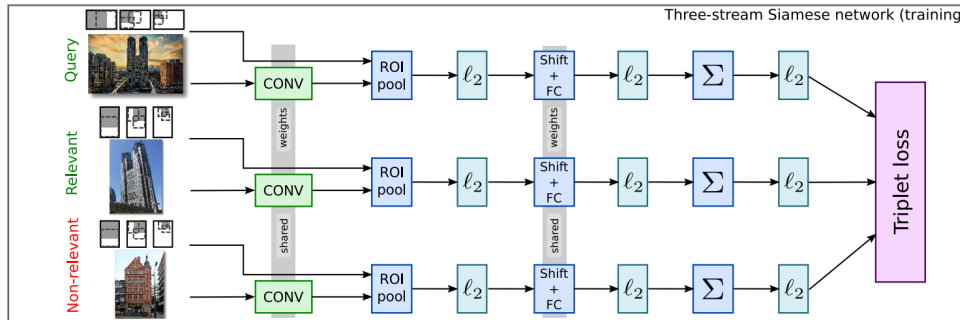 Three-stream Siamese network (training
Query
CONV
ROI
pool
ℓ2
Shift
+
FC
ℓ2
Σ
ℓ2
weights
weights
Relevant
CONV
ROI
pool
ℓ2
Shift
+
FC
ℓ2
Σ
ℓ2
Triplet loss
shared
shared
Non-relevant
CONV
ROI
pool
ℓ2
Shift
+
FC
ℓ2
Σ
ℓ2